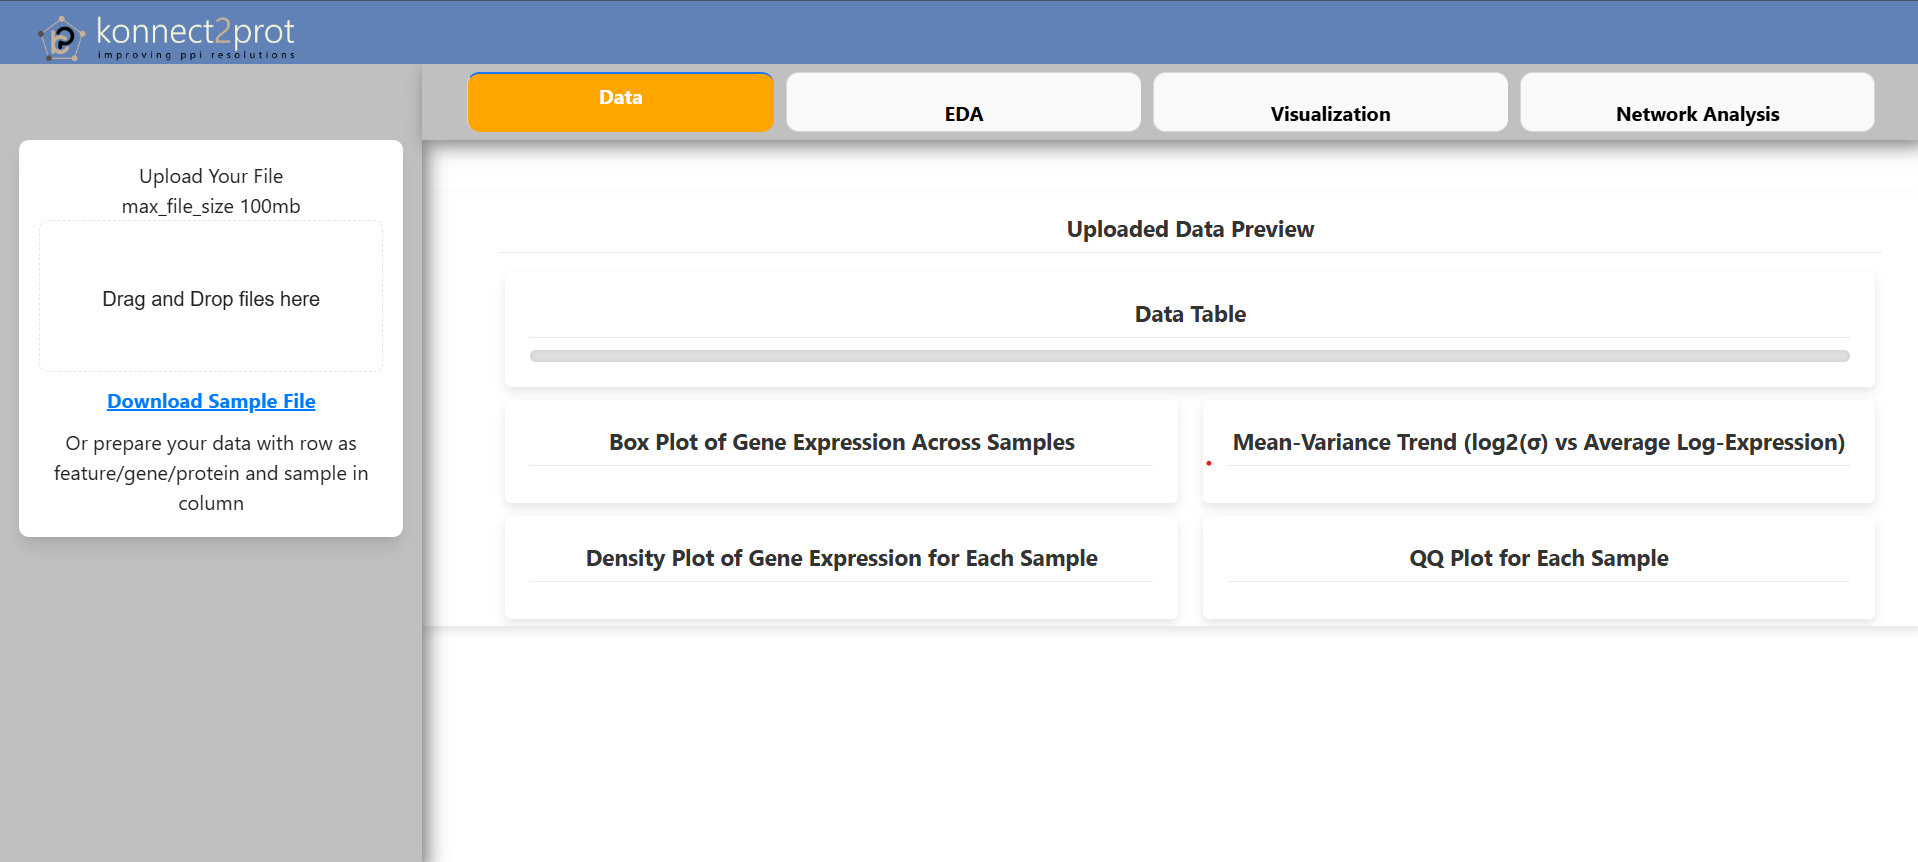 konnect2prot
improving ppi resolutions
Data
EDA
Visualization
Network Analysis
Upload Your File
max_file_size 100mb
Drag and Drop files here
Download Sample File
Or prepare your data with row as
feature/gene/protein and sample in
column
Uploaded Data Preview
Data Table
Box Plot of Gene Expression Across Samples
Mean-Variance Trend (log2(σ) vs Average Log-Expression)
Density Plot of Gene Expression for Each Sample
QQ Plot for Each Sample